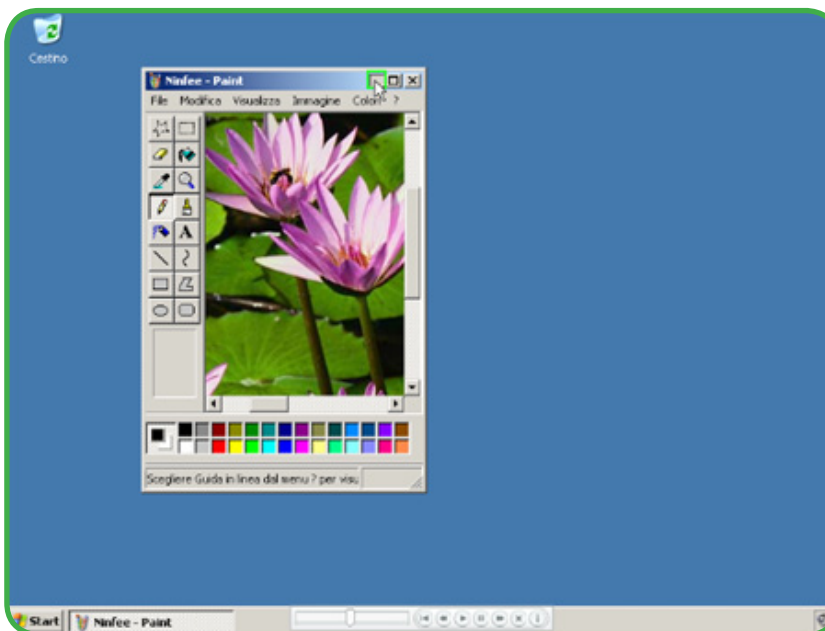 Cestino
Ninfee - Paint
File Modifica Visualizza Immagine Colori ?
A
Scegliere Guida in linea dal menu ? per visu
Start Ninfee - Paint